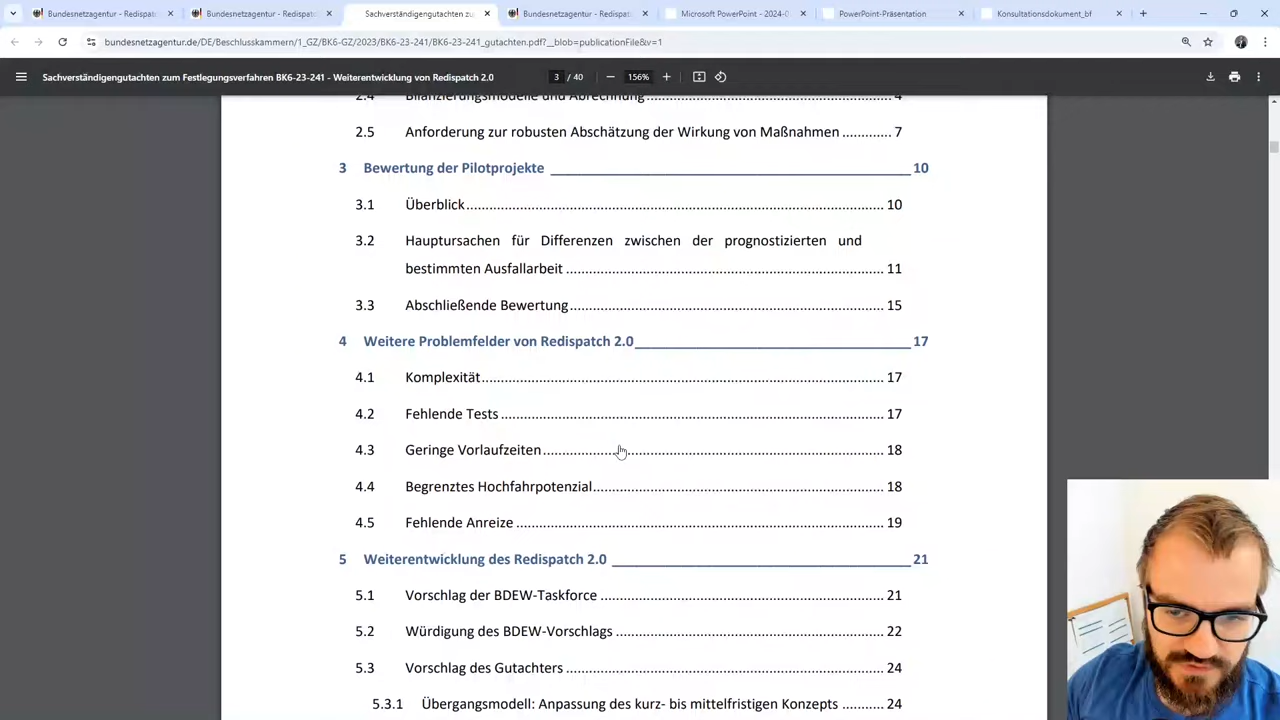 Bundesnetzagentur - Redispat
Bundesnetzagentur - Redispat
Sachverständigengutachten zu
Bundesnetzagentur - Redispat
Microsoft PowerPoint - 2024-0
PowerPoint-Präsentation
Konsultationsdokument_bf
bundesnetzagentur.de/DE/Beschlusskammern/1_GZ/BK6-GZ/2023/BK6-23-241/BK6-23-241_gutachten.pdf?__blob=publicationFile&v=1
Sachverständigengutachten zum Festlegungsverfahren BK6-23-241 - Weiterentwicklung von Redispatch 2.0
3 / 40
156%
2.4 Bilanzierungsmodelle und Abrechnung 4
2.5 Anforderung zur robusten Abschätzung der Wirkung von Maßnahmen 7
3 Bewertung der Pilotprojekte 10
3.1 Überblick 10
3.2 Hauptursachen für Differenzen zwischen der prognostizierten und
bestimmten Ausfallarbeit 11
3.3 Abschließende Bewertung 15
4 Weitere Problemfelder von Redispatch 2.0 17
4.1 Komplexität 17
4.2 Fehlende Tests 17
4.3 Geringe Vorlaufzeiten 18
4.4 Begrenztes Hochfahrpotenzial 18
4.5 Fehlende Anreize 19
5 Weiterentwicklung des Redispatch 2.0 21
5.1 Vorschlag der BDEW-Taskforce 21
5.2 Würdigung des BDEW-Vorschlags 22
5.3 Vorschlag des Gutachters 24
5.3.1 Übergangsmodell: Anpassung des kurz- bis mittelfristigen Konzepts 24